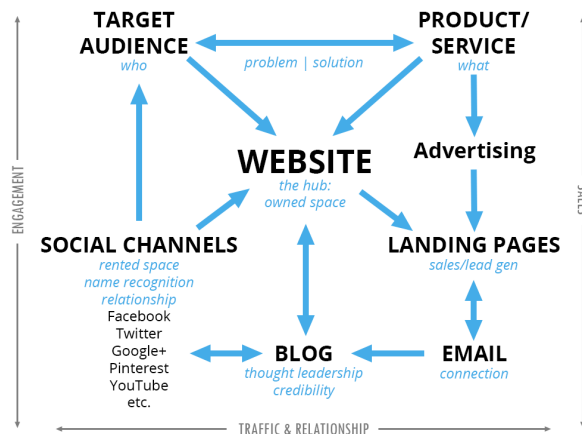 TARGET
AUDIENCE
who
problem | solution
PRODUCT/
SERVICE
what
ENGAGEMENT
WEBSITE
the hub:
owned space
Advertising
SOCIAL CHANNELS
rented space
name recognition
relationship
Facebook
Twitter
Google+
Pinterest
YouTube
etc.
LANDING PAGES
sales/lead gen
BLOG
thought leadership
credibility
EMAIL
connection
TRAFFIC & RELATIONSHIP
SALES